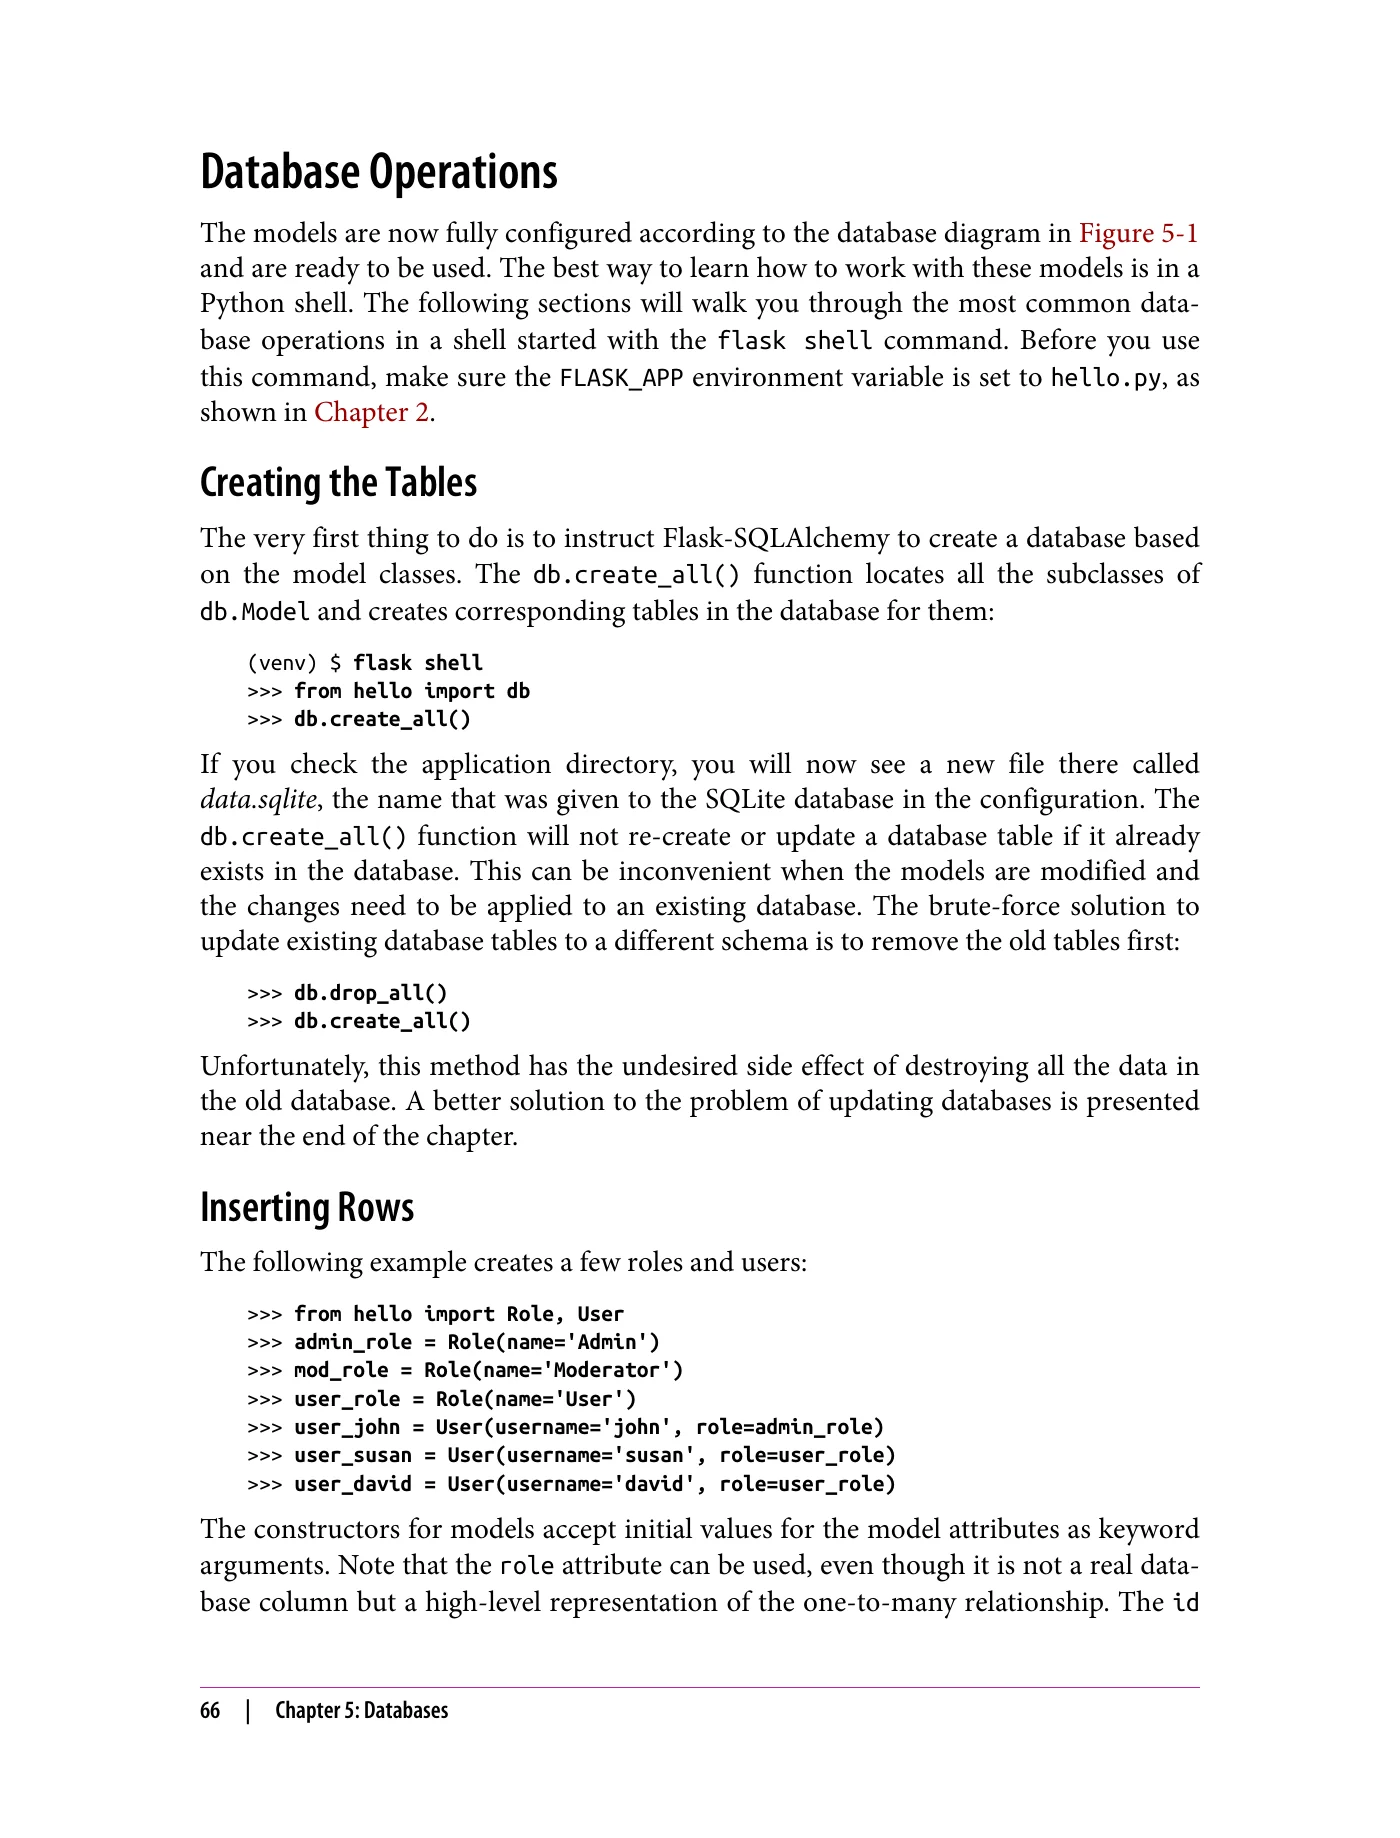 Database Operations
The models are now fully configured according to the database diagram in Figure 5-1
and are ready to be used. The best way to learn how to work with these models is in a
Python shell. The following sections will walk you through the most common data-
base operations in a shell started with the flask shell command. Before you use
this command, make sure the FLASK_APP environment variable is set to hello.py, as
shown in Chapter 2.
Creating the Tables
The very first thing to do is to instruct Flask-SQLAlchemy to create a database based
on the model classes. The db.create_all() function locates all the subclasses of
db.Model and creates corresponding tables in the database for them:
(venv) $ flask shell
>>> from hello import db
>>> db.create_all()
If you check the application directory, you will now see a new file there called
data.sqlite, the name that was given to the SQLite database in the configuration. The
db.create_all() function will not re-create or update a database table if it already
exists in the database. This can be inconvenient when the models are modified and
the changes need to be applied to an existing database. The brute-force solution to
update existing database tables to a different schema is to remove the old tables first:
>>> db.drop_all()
>>> db.create_all()
Unfortunately, this method has the undesired side effect of destroying all the data in
the old database. A better solution to the problem of updating databases is presented
near the end of the chapter.
Inserting Rows
The following example creates a few roles and users:
>>> from hello import Role, User
>>> admin_role = Role(name='Admin')
>>> mod_role = Role(name='Moderator')
>>> user_role = Role(name='User')
>>> user_john = User(username='john', role=admin_role)
>>> user_susan = User(username='susan', role=user_role)
>>> user_david = User(username='david', role=user_role)
The constructors for models accept initial values for the model attributes as keyword
arguments. Note that the role attribute can be used, even though it is not a real data-
base column but a high-level representation of the one-to-many relationship. The id
66 | Chapter 5: Databases